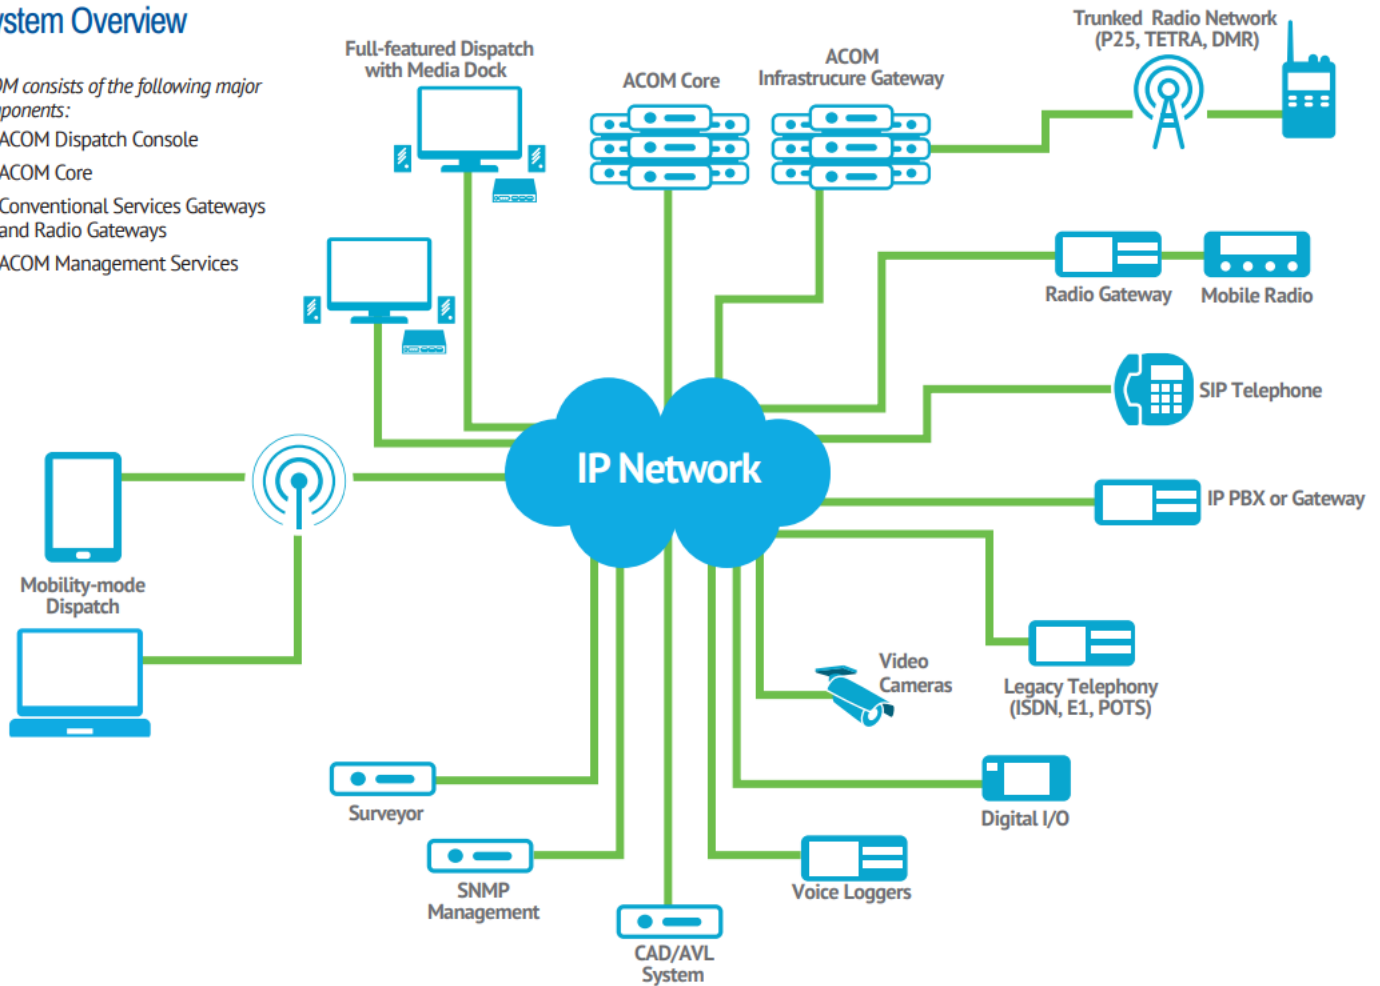 Overview
consists of the following major
ACOM Dispatch Console
ACOM Core
Conventional Services Gateways
and Radio Gateways
ACOM Management Services
Full-featured Dispatch
with Media Dock
ACOM Core
ACOM
Infrastrucure Gateway
Trunked Radio Network
(P25, TETRA, DMR)
Radio Gateway
Mobile Radio
SIP Telephone
IP Network
IP PBX or Gateway
Mobility-mode
Dispatch
Video
Cameras
Legacy Telephony
(ISDN, E1, POTS)
Surveyor
Digital I/O
SNMP
Management
Voice Loggers
CAD/AVL
System